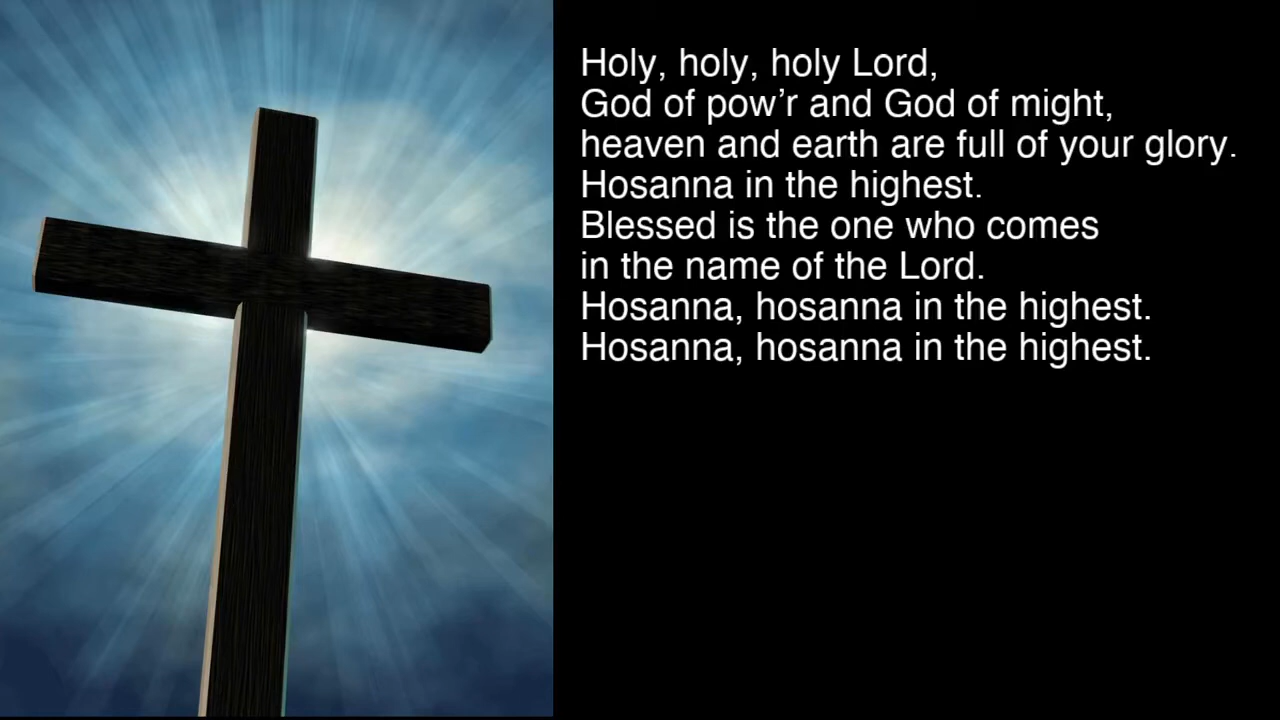 Holy, holy, holy Lord,
God of pow’r and God of might,
heaven and earth are full of your glory.
Hosanna in the highest.
Blessed is the one who comes
in the name of the Lord.
Hosanna, hosanna in the highest.
Hosanna, hosanna in the highest.